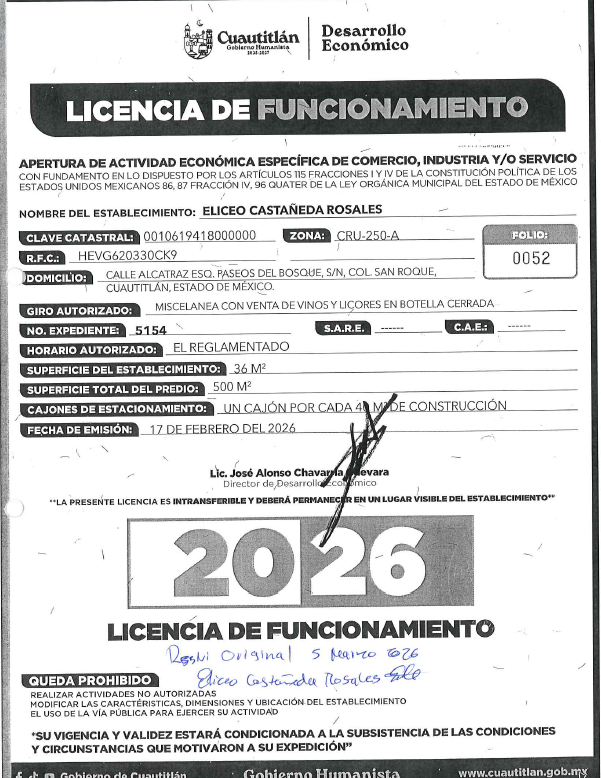 Cuautitlán
Gobierno Humanista
2025-2027
Desarrollo
Económico
LICENCIA DE FUNCIONAMIENTO
APERTURA DE ACTIVIDAD ECONÓMICA ESPECÍFICA DE COMERCIO, INDUSTRIA Y/O SERVICIO
CON FUNDAMENTO EN LO DISPUESTO POR LOS ARTÍCULOS 115 FRACCIONES I Y IV DE LA CONSTITUCIÓN POLÍTICA DE LOS
ESTADOS UNIDOS MEXICANOS 86, 87 FRACCIÓN IV, 96 QUATER DE LA LEY ORGÁNICA MUNICIPAL DEL ESTADO DE MÉXICO
NOMBRE DEL ESTABLECIMIENTO: ELICEO CASTAÑEDA ROSALES
CLAVE CATASTRAL: 0010619418000000 ZONA: CRU-250-A
FOLIO:
0052
R.F.C.: HEVG620330CK9
DOMICILIO: CALLE ALCATRAZ ESQ. PASEOS DEL BOSQUE, S/N, COL. SAN ROQUE,
CUAUTITLÁN, ESTADO DE MÉXICO.
GIRO AUTORIZADO: MISCELANEA CON VENTA DE VINOS Y LICORES EN BOTELLA CERRADA
NO. EXPEDIENTE: 5154 S.A.R.E. ------ C.A.E.: ------
HORARIO AUTORIZADO: EL REGLAMENTADO
SUPERFICIE DEL ESTABLECIMIENTO: 36 M²
SUPERFICIE TOTAL DEL PREDIO: 500 M²
CAJONES DE ESTACIONAMIENTO: UN CAJÓN POR CADA 40 M² DE CONSTRUCCIÓN
FECHA DE EMISIÓN: 17 DE FEBRERO DEL 2026
Lic. José Alonso Chavarría Guevara
Director de Desarrollo Económico
"LA PRESENTE LICENCIA ES INTRANSFERIBLE Y DEBERÁ PERMANECER EN UN LUGAR VISIBLE DEL ESTABLECIMIENTO"
2026
LICENCIA DE FUNCIONAMIENTO
Original 5 Marzo 2026
Eliceo Castañeda Rosales
QUEDA PROHIBIDO
REALIZAR ACTIVIDADES NO AUTORIZADAS
MODIFICAR LAS CARACTERÍSTICAS, DIMENSIONES Y UBICACIÓN DEL ESTABLECIMIENTO
EL USO DE LA VÍA PÚBLICA PARA EJERCER SU ACTIVIDAD
"SU VIGENCIA Y VALIDEZ ESTARÁ CONDICIONADA A LA SUBSISTENCIA DE LAS CONDICIONES
Y CIRCUNSTANCIAS QUE MOTIVARON A SU EXPEDICIÓN"
Gobierno de Cuautitlán Gobierno Humanista www.cuautitlan.gob.mx